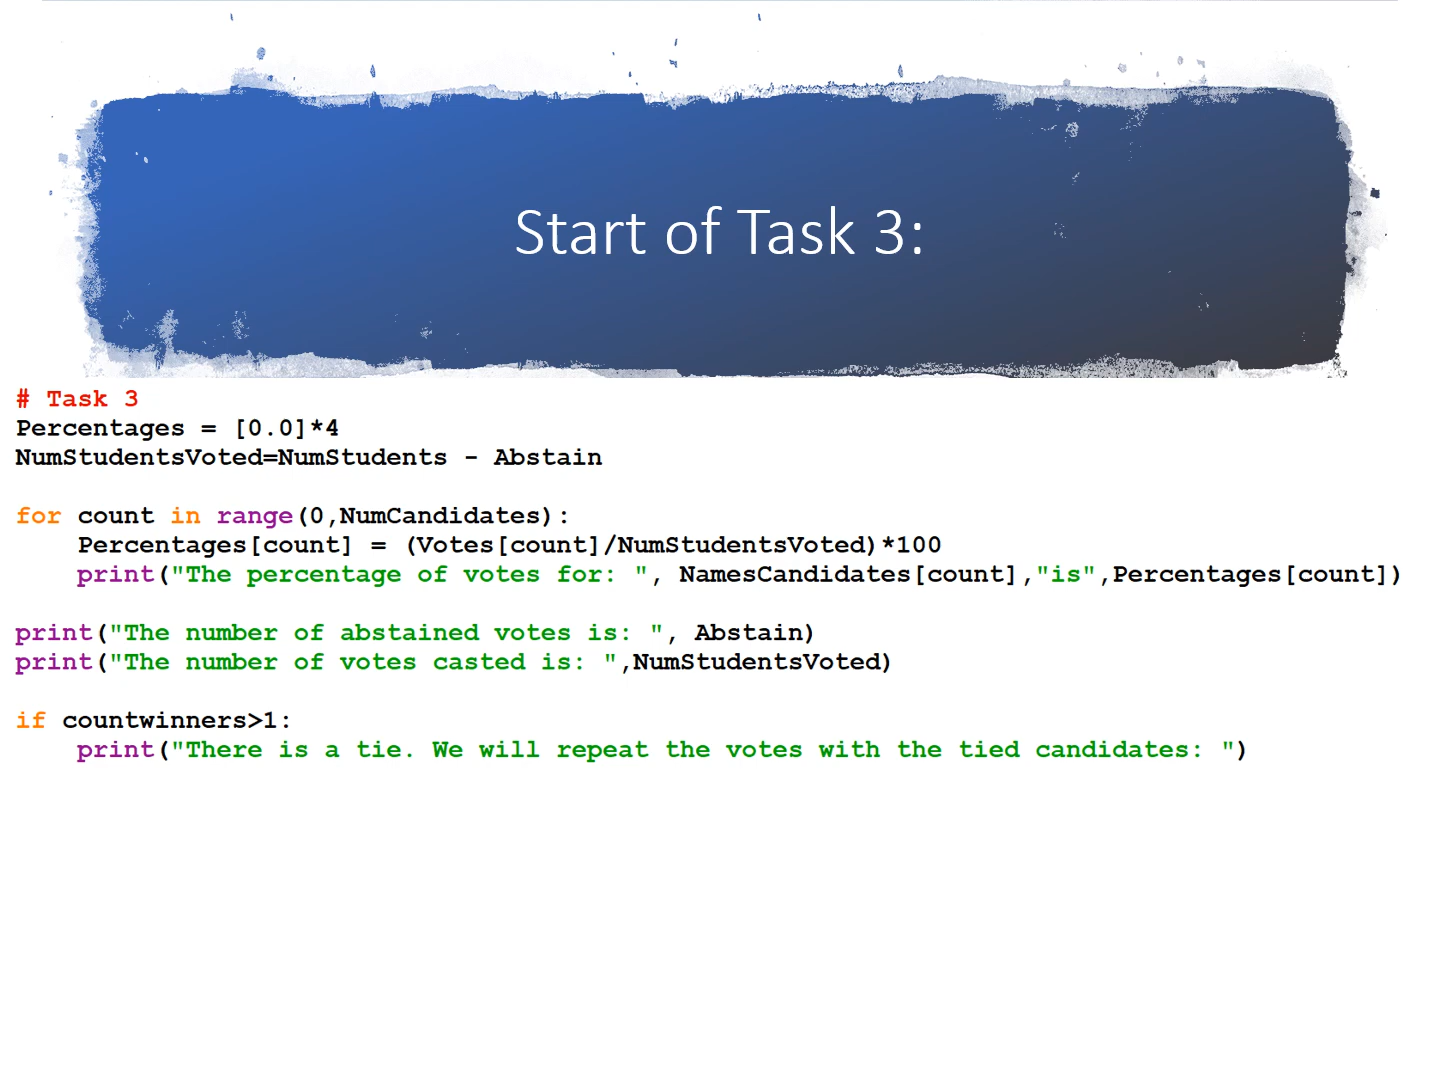 Start of Task 3:
# Task 3
Percentages = [0.0]*4
NumStudentsVoted=NumStudents - Abstain
for count in range(0,NumCandidates):
    Percentages[count] = (Votes[count]/NumStudentsVoted)*100
    print("The percentage of votes for: ", NamesCandidates[count],"is",Percentages[count])
print("The number of abstained votes is: ", Abstain)
print("The number of votes casted is: ",NumStudentsVoted)
if countwinners>1:
    print("There is a tie. We will repeat the votes with the tied candidates: ")